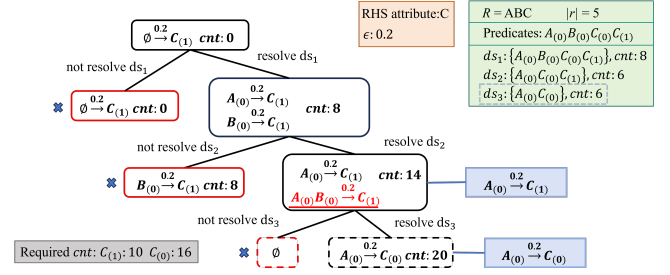 ∅ →^{0.2} C₍₁₎ cnt: 0
RHS attribute:C
ϵ: 0.2
R = ABC |r| = 5
Predicates: A₍₀₎B₍₀₎C₍₀₎C₍₁₎
ds₁: {A₍₀₎B₍₀₎C₍₀₎C₍₁₎}, cnt: 8
ds₂: {A₍₀₎C₍₀₎C₍₁₎}, cnt: 6
ds₃: {A₍₀₎C₍₀₎}, cnt: 6
not resolve ds₁
resolve ds₁
∅ →^{0.2} C₍₁₎ cnt: 0
A₍₀₎ →^{0.2} C₍₁₎
B₍₀₎ →^{0.2} C₍₁₎
cnt: 8
not resolve ds₂
resolve ds₂
B₍₀₎ →^{0.2} C₍₁₎ cnt: 8
A₍₀₎ →^{0.2} C₍₁₎
A₍₀₎B₍₀₎ →^{0.2} C₍₁₎
cnt: 14
A₍₀₎ →^{0.2} C₍₁₎
not resolve ds₃
resolve ds₃
Required cnt: C₍₁₎: 10 C₍₀₎: 16
∅
A₍₀₎ →^{0.2} C₍₀₎ cnt: 20
A₍₀₎ →^{0.2} C₍₀₎